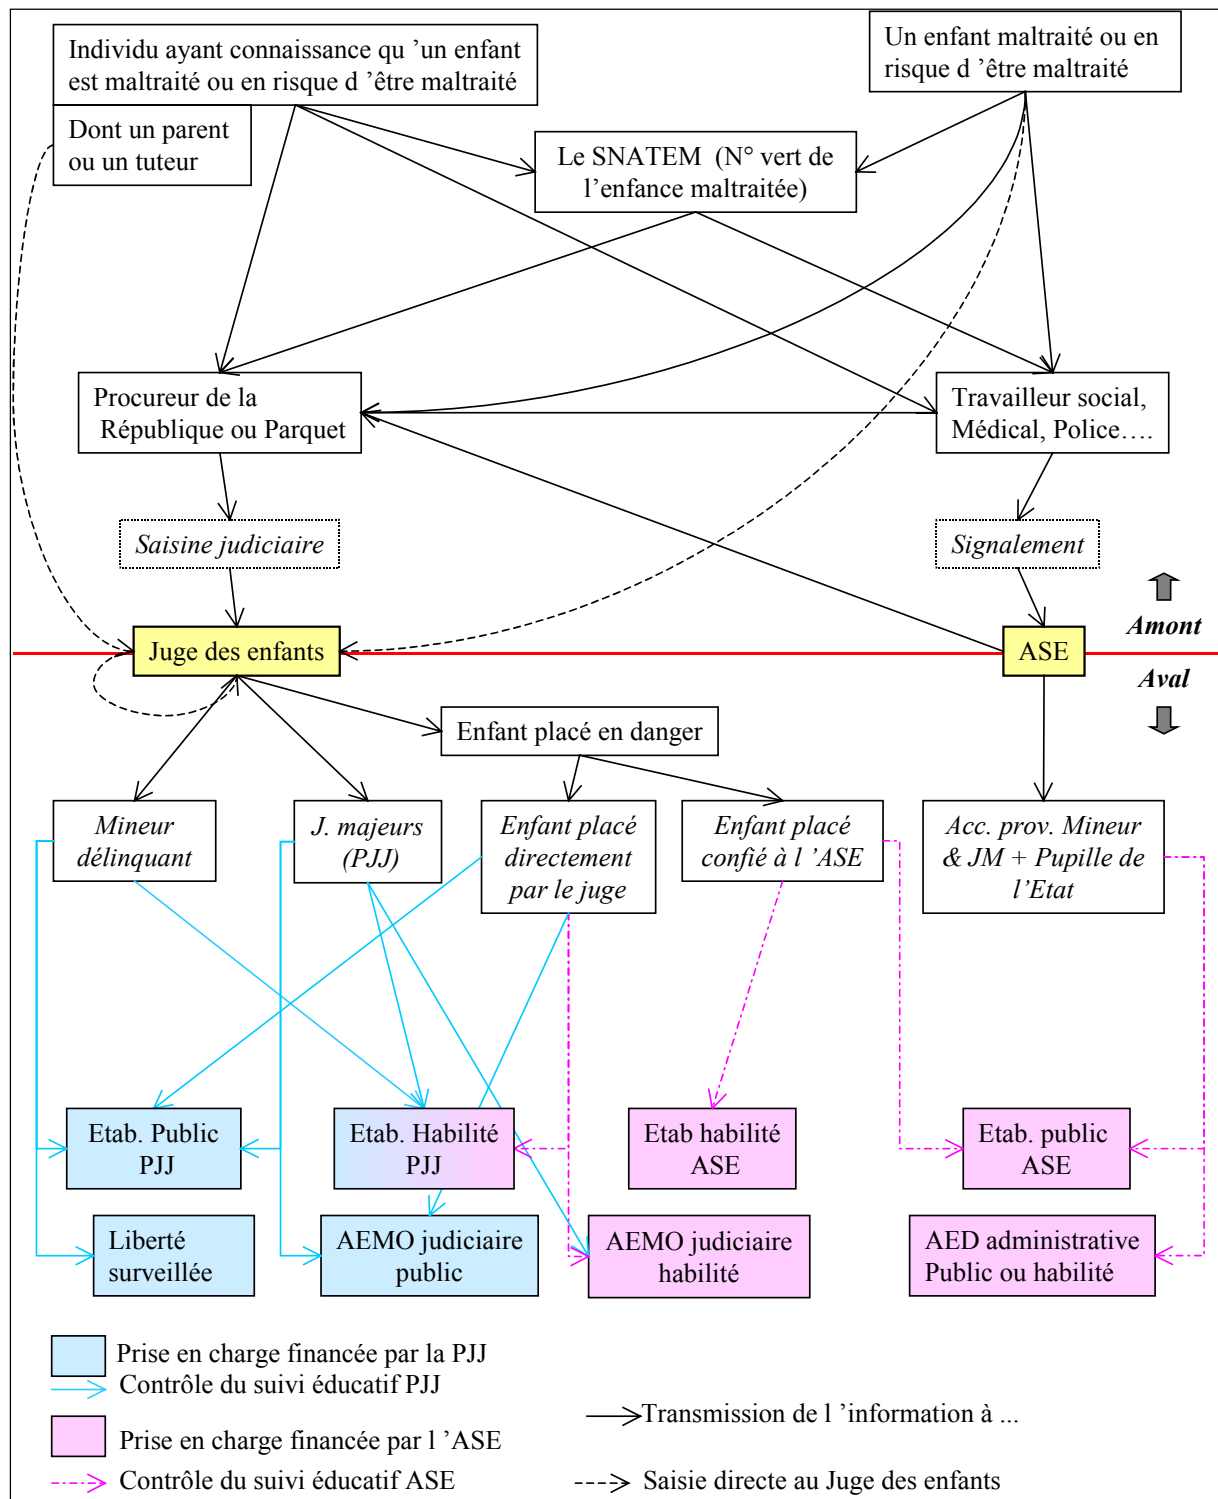 Individu ayant connaissance qu ’un enfant
est maltraité ou en risque d ’être maltraité
Un enfant maltraité ou en
risque d ’être maltraité
Dont un parent
ou un tuteur
Le SNATEM (N° vert de
l’enfance maltraitée)
Procureur de la
République ou Parquet
Travailleur social,
Médical, Police….
Saisine judiciaire
Signalement
Amont
Juge des enfants
ASE
Aval
Enfant placé en danger
Mineur
délinquant
J. majeurs
(PJJ)
Enfant placé
directement
par le juge
Enfant placé
confié à l ’ASE
Acc. prov. Mineur
& JM + Pupille de
l’Etat
Etab. Public
PJJ
Etab. Habilité
PJJ
Etab habilité
ASE
Etab. public
ASE
Liberté
surveillée
AEMO judiciaire
public
AEMO judiciaire
habilité
AED administrative
Public ou habilité
Prise en charge financée par la PJJ
Contrôle du suivi éducatif PJJ
Transmission de l ’information à ...
Prise en charge financée par l ’ASE
Contrôle du suivi éducatif ASE
Saisie directe au Juge des enfants